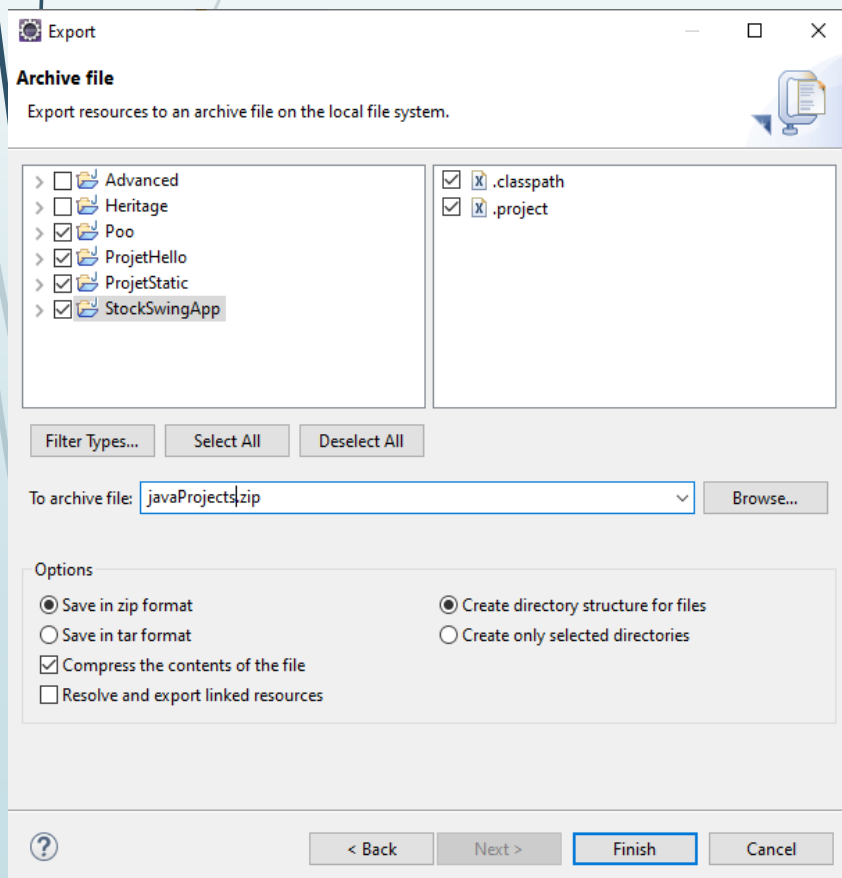 Export
Archive file
Export resources to an archive file on the local file system.
Advanced
Heritage
Poo
ProjetHello
ProjetStatic
StockSwingApp
.classpath
.project
Filter Types...
Select All
Deselect All
To archive file:
javaProjects.zip
Browse...
Options
Save in zip format
Save in tar format
Compress the contents of the file
Resolve and export linked resources
Create directory structure for files
Create only selected directories
?
< Back
Next >
Finish
Cancel